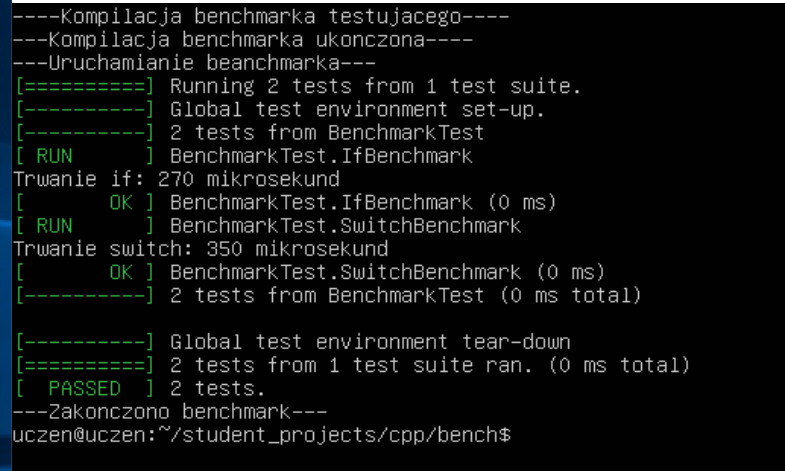 ----Kompilacja benchmarka testujacego----
---Kompilacja benchmarka ukonczona----
---Uruchamianie beanchmarka---
[==========] Running 2 tests from 1 test suite.
[----------] Global test environment set-up.
[----------] 2 tests from BenchmarkTest
[ RUN      ] BenchmarkTest.IfBenchmark
Trwanie if: 270 mikrosekund
[       OK ] BenchmarkTest.IfBenchmark (0 ms)
[ RUN      ] BenchmarkTest.SwitchBenchmark
Trwanie switch: 350 mikrosekund
[       OK ] BenchmarkTest.SwitchBenchmark (0 ms)
[----------] 2 tests from BenchmarkTest (0 ms total)
[----------] Global test environment tear-down
[==========] 2 tests from 1 test suite ran. (0 ms total)
[  PASSED  ] 2 tests.
---Zakonczono benchmark---
uczen@uczen:~/student_projects/cpp/bench$